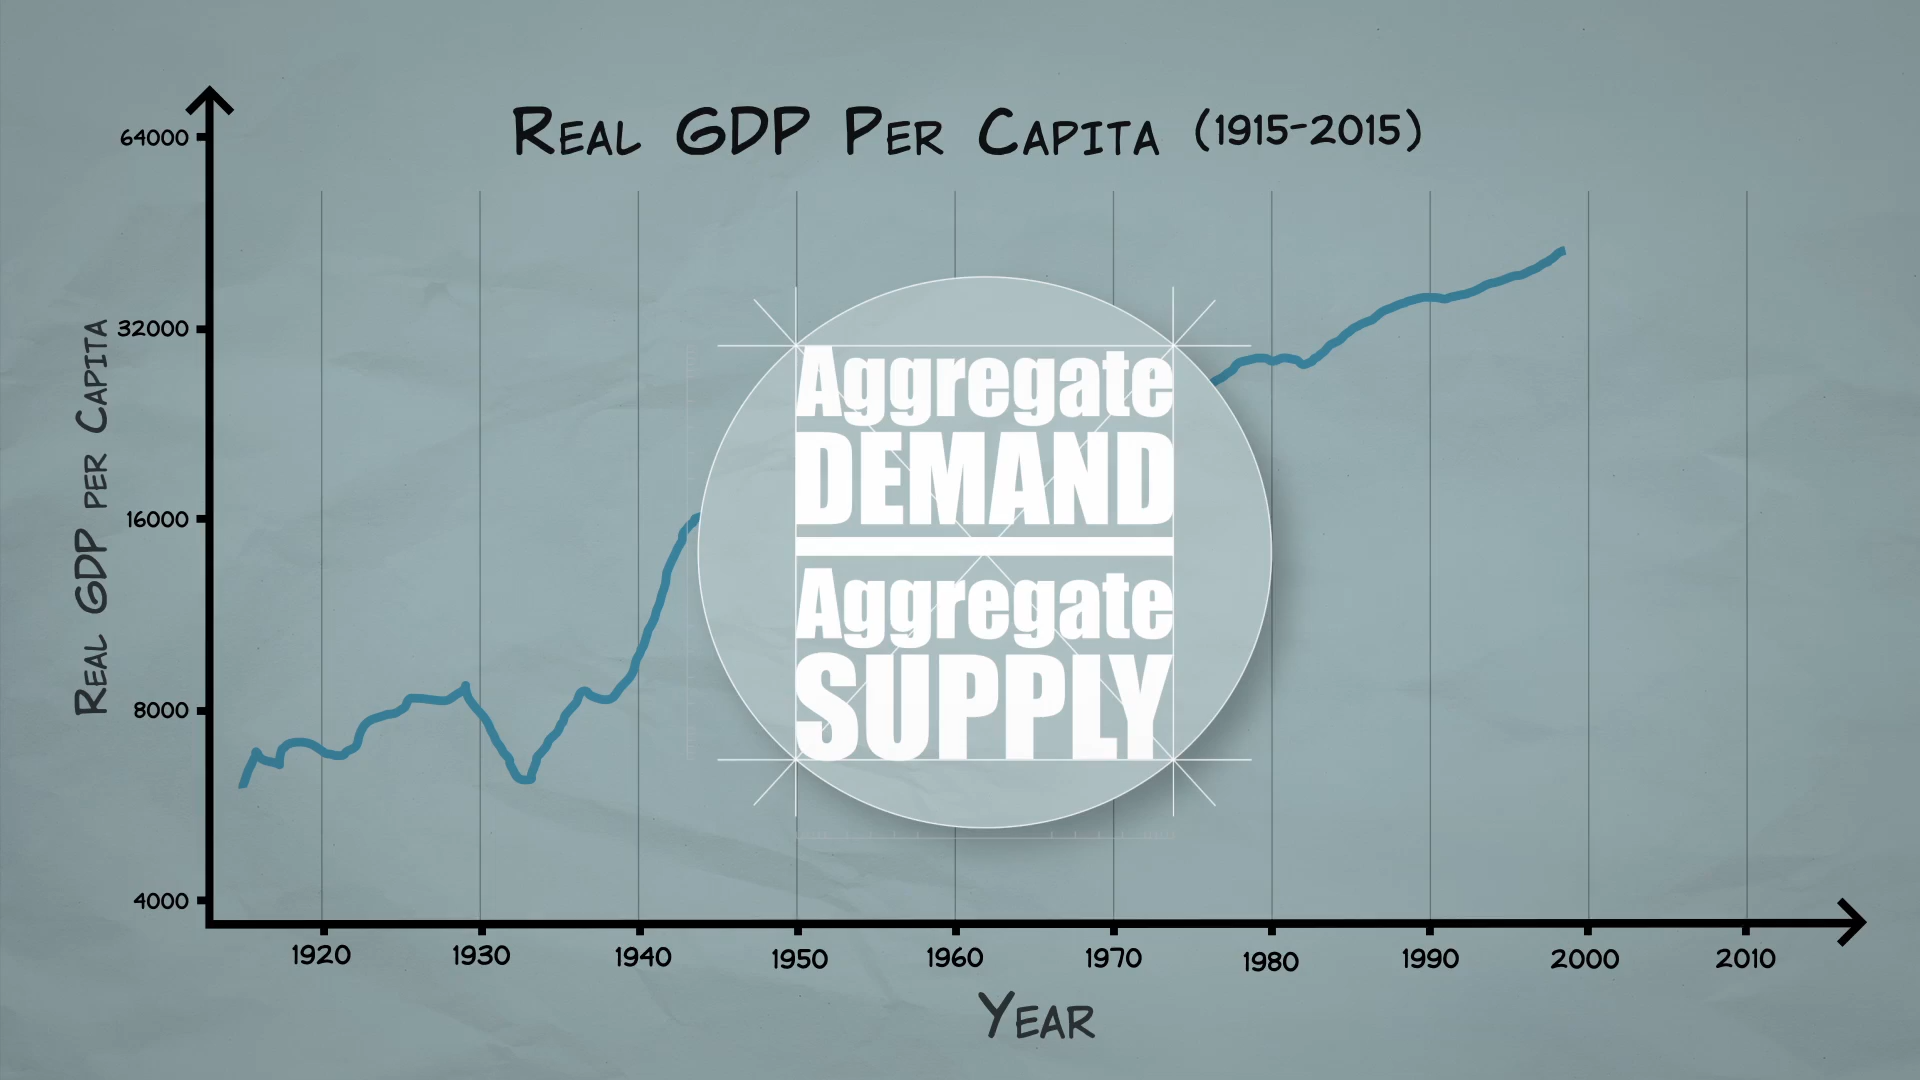 REAL GDP PER CAPITA (1915-2015)
64000
32000
16000
8000
4000
REAL GDP PER CAPITA
Aggregate
DEMAND
Aggregate
SUPPLY
1920 1930 1940 1950 1960 1970 1980 1990 2000 2010
YEAR